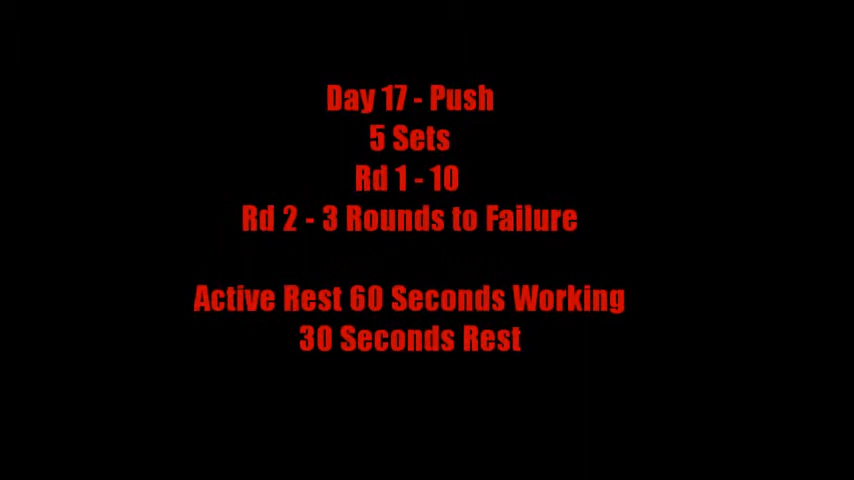 Day 17 - Push
5 Sets
Rd 1 - 10
Rd 2 - 3 Rounds to Failure
Active Rest 60 Seconds Working
30 Seconds Rest